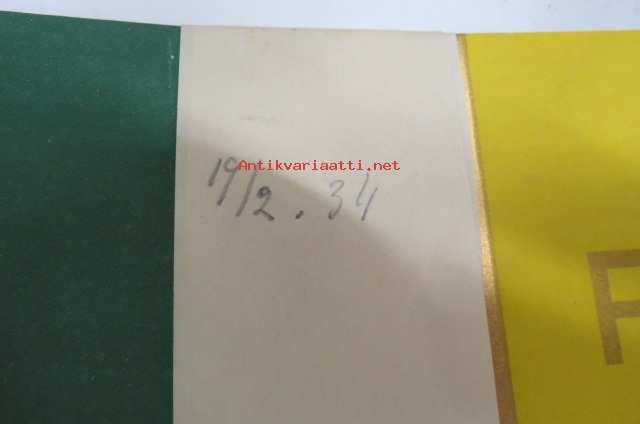 Antikvariaatti.net
19/2. 34
F